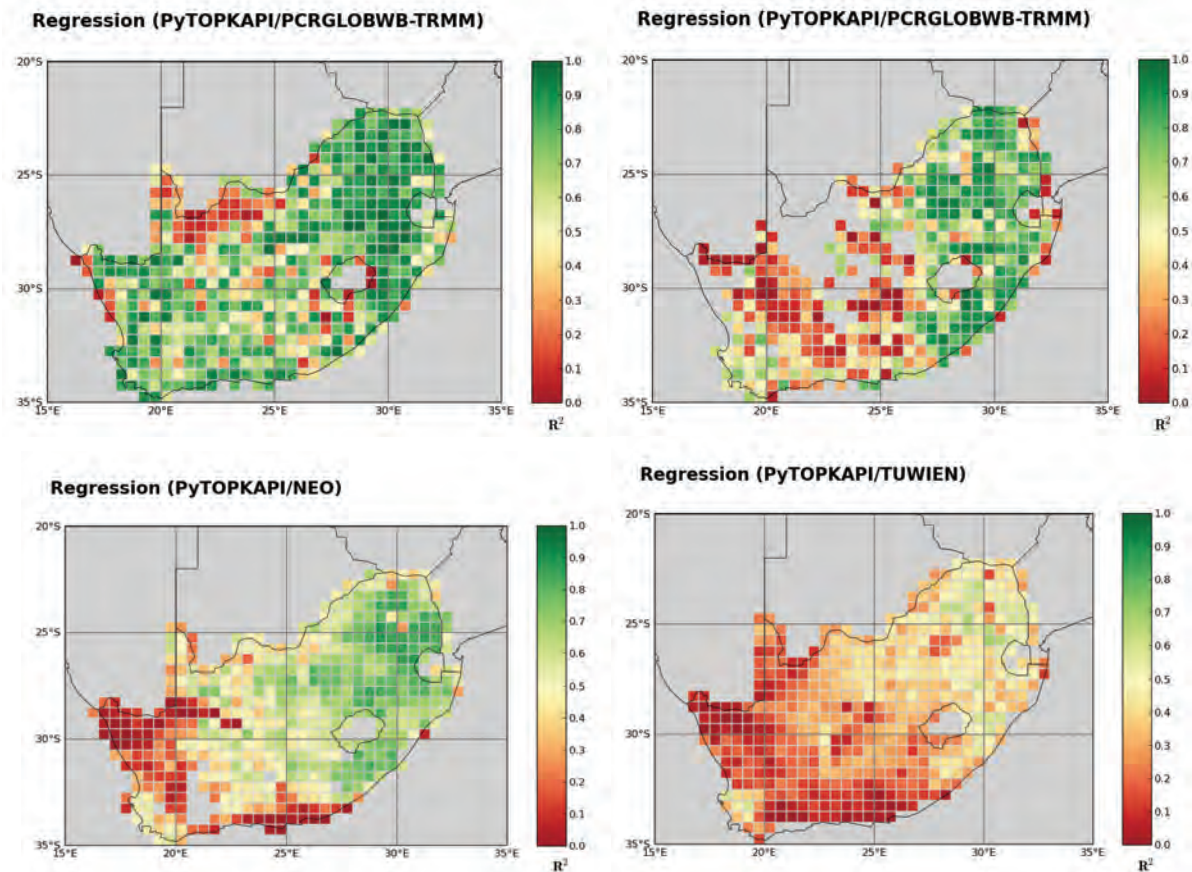 Regression (PyTOPKAPI/PCRGLOBWB-TRMM)
20°S
25°S
30°S
35°S
15°E
20°E
25°E
30°E
35°E
1.0
0.9
0.8
0.7
0.6
0.5
0.4
0.3
0.2
0.1
0.0
R²
Regression (PyTOPKAPI/PCRGLOBWB-TRMM)
20°S
25°S
30°S
35°S
15°E
20°E
25°E
30°E
35°E
1.0
0.9
0.8
0.7
0.6
0.5
0.4
0.3
0.2
0.1
0.0
R²
Regression (PyTOPKAPI/NEO)
20°S
25°S
30°S
35°S
15°E
20°E
25°E
30°E
35°E
1.0
0.9
0.8
0.7
0.6
0.5
0.4
0.3
0.2
0.1
0.0
R²
Regression (PyTOPKAPI/TUWIEN)
20°S
25°S
30°S
35°S
15°E
20°E
25°E
30°E
35°E
1.0
0.9
0.8
0.7
0.6
0.5
0.4
0.3
0.2
0.1
0.0
R²